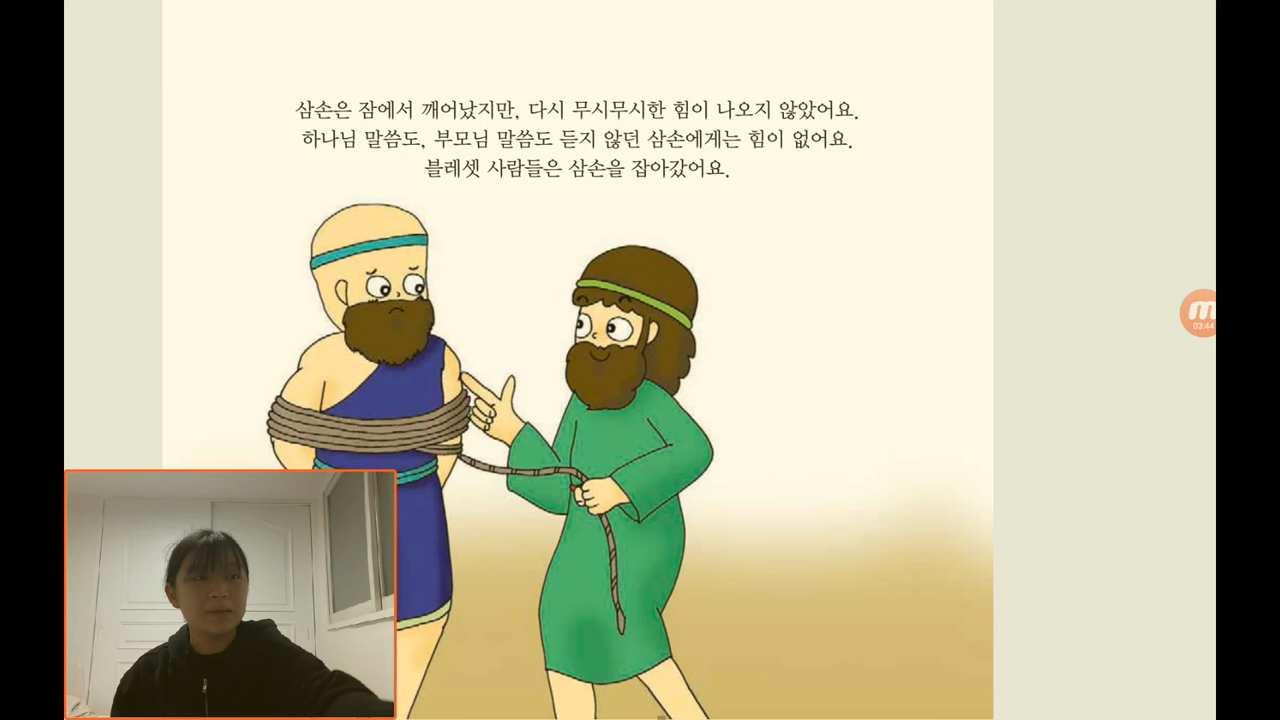 삼손은 잠에서 깨어났지만, 다시 무시무시한 힘이 나오지 않았어요.
하나님 말씀도, 부모님 말씀도 듣지 않던 삼손에게는 힘이 없어요.
블레셋 사람들은 삼손을 잡아갔어요.
m
03:44